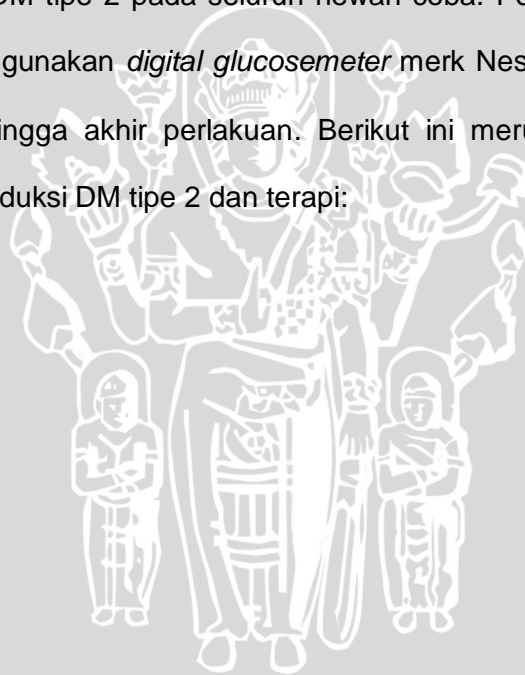 DM tipe 2 pada seluruh hewan coba. Pe
gunakan digital glucosemeter merk Nes
ingga akhir perlakuan. Berikut ini meru
duksi DM tipe 2 dan terapi: